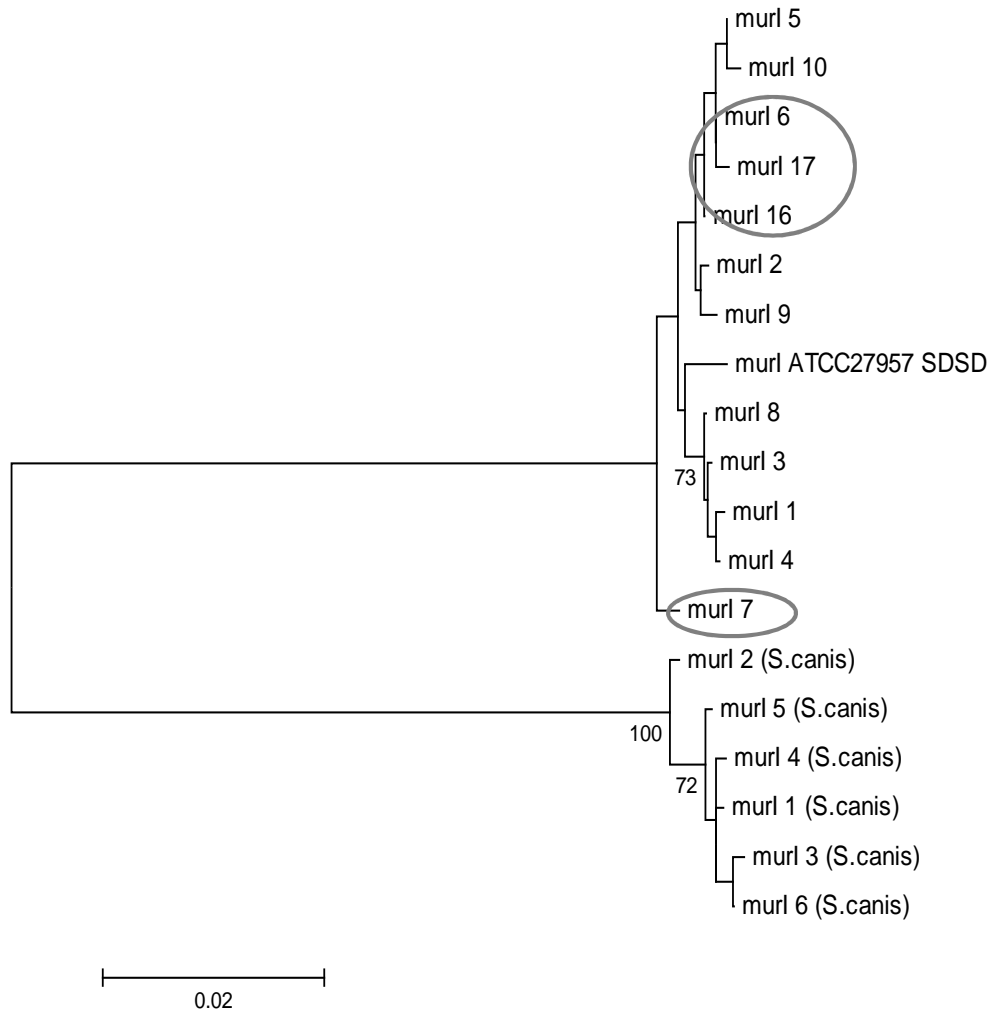 murI 5
murI 10
murI 6
murI 17
murI 16
murI 2
murI 9
murI ATCC27957 SDSD
murI 8
murI 3
73
murI 1
murI 4
murI 7
murI 2 (S.canis)
murI 5 (S.canis)
100
murI 4 (S.canis)
72
murI 1 (S.canis)
murI 3 (S.canis)
murI 6 (S.canis)
0.02